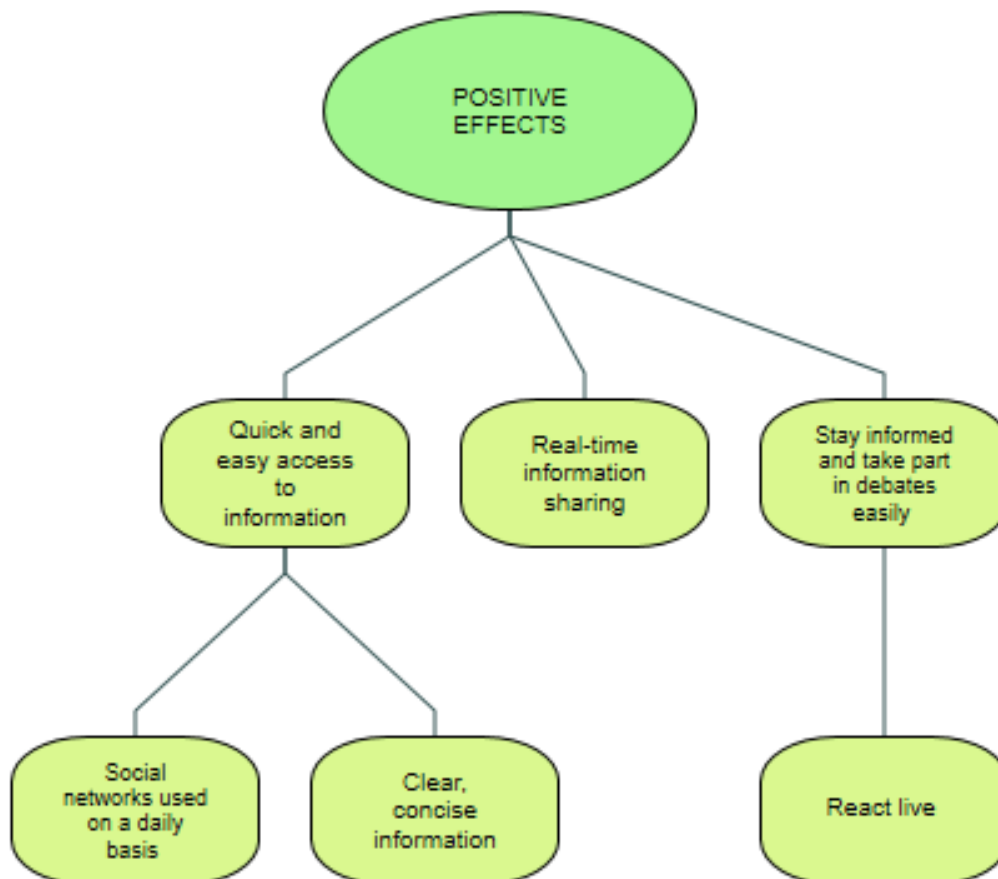 POSITIVE
EFFECTS
Quick and
easy access
to
information
Real-time
information
sharing
Stay informed
and take part
in debates
easily
Social
networks used
on a daily
basis
Clear,
concise
information
React live